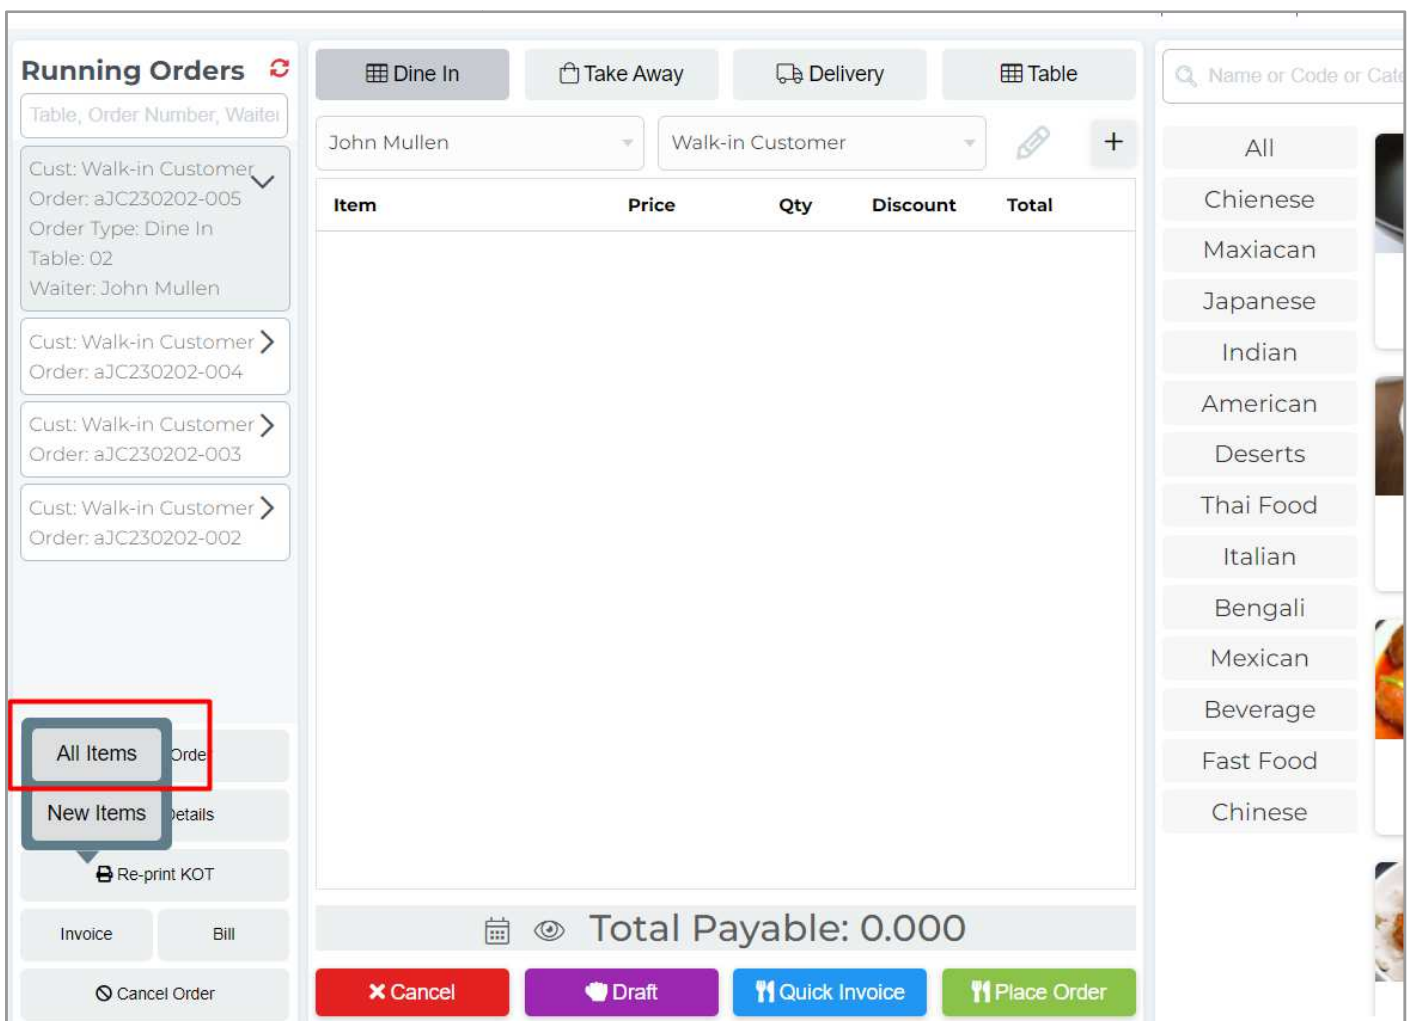 Running Orders
Table, Order Number, Waiter
Cust: Walk-in Customer
Order: aJC230202-005
Order Type: Dine In
Table: 02
Waiter: John Mullen
Cust: Walk-in Customer
Order: aJC230202-004
Cust: Walk-in Customer
Order: aJC230202-003
Cust: Walk-in Customer
Order: aJC230202-002
All Items
Order
New Items
Details
Re-print KOT
Invoice
Bill
Cancel Order
Dine In
Take Away
Delivery
Table
John Mullen
Walk-in Customer
+
Item Price Qty Discount Total
Total Payable: 0.000
Cancel
Draft
Quick Invoice
Place Order
Name or Code or Cate
All
Chienese
Maxiacan
Japanese
Indian
American
Deserts
Thai Food
Italian
Bengali
Mexican
Beverage
Fast Food
Chinese